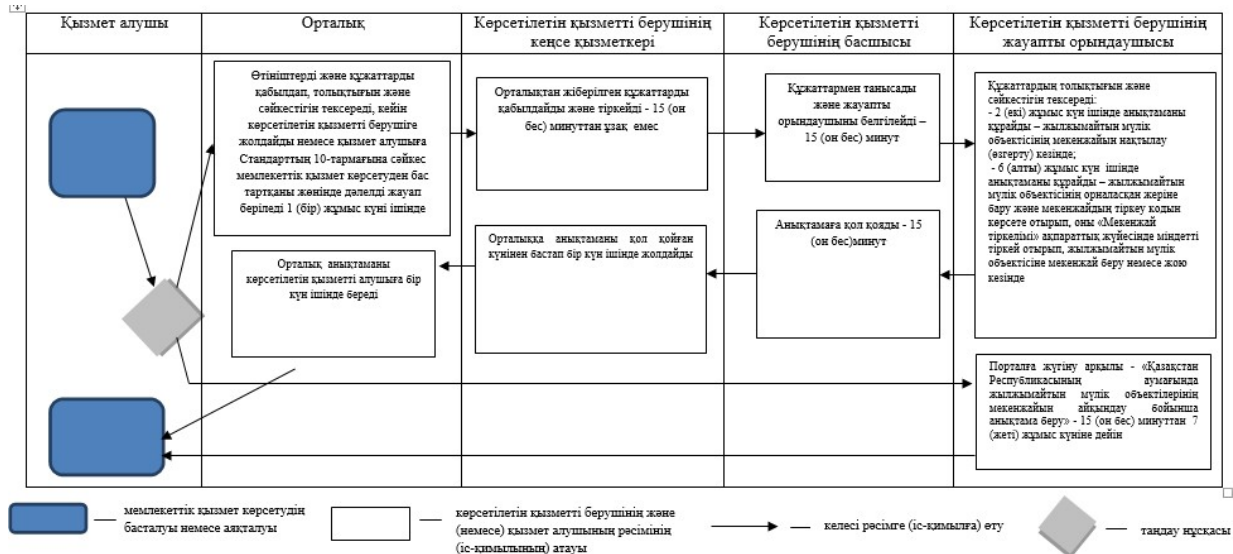 Қызмет алушы
Орталық
Көрсетілетін қызметті берушінің
кеңсе қызметкері
Көрсетілетін қызметті
берушінің басшысы
Көрсетілетін қызметті берушінің
жауапты орындаушысы
Өтініштерді және құжаттарды
қабылдап, толықтығын және
сәйкестігін тексереді, кейін
көрсетілетін қызметті берушіге
жолдайды немесе қызмет алушыға
Стандарттың 10-тармағына сәйкес
мемлекеттік қызмет көрсетуден бас
тартқаны жөнінде дәлелді жауап
беріледі 1 (бір) жұмыс күні ішінде
Орталықтан жіберілген құжаттарды
қабылдайды және тіркейді - 15 (он
бес) минуттан ұзақ емес
Құжаттармен танысады
және жауапты
орындаушыны белгілейді –
15 (он бес) минут
Құжаттардың толықтығын және
сәйкестігін тексереді:
- 2 (екі) жұмыс күн ішінде анықтаманы
құрайды – жылжымайтын мүлік
объектісінің мекенжайын нақтылау
(өзгерту) кезінде;
- 6 (алты) жұмыс күн ішінде
анықтаманы құрайды – жылжымайтын
мүлік объектісінің орналасқан жеріне
бару және мекенжайдың тіркеу кодын
көрсете отырып, оны «Мекенжай
тіркелімі» ақпараттық жүйесінде міндетті
тіркей отырып, жылжымайтын мүлік
объектісіне мекенжай беру немесе жою
кезінде
Анықтамаға қол қояды - 15
(он бес)минут
Орталыққа анықтаманы қол қойған
күнінен бастап бір күн ішінде жолдайды
Орталық анықтаманы
көрсетілетін қызметті алушыға бір
күн ішінде береді
Порталға жүгіну арқылы - «Қазақстан
Республикасының аумағында
жылжымайтын мүлік объектілерінің
мекенжайын айқындау бойынша
анықтама беру» - 15 (он бес) минуттан 7
(жеті) жұмыс күніне дейін
мемлекеттік қызмет көрсетудің
басталуы немесе аяқталуы
көрсетілетін қызметті берушінің және
(немесе) қызмет алушының рәсімінің
(іс-қимылының) атауы
келесі рәсімге (іс-қимылға) өту
таңдау нұсқасы